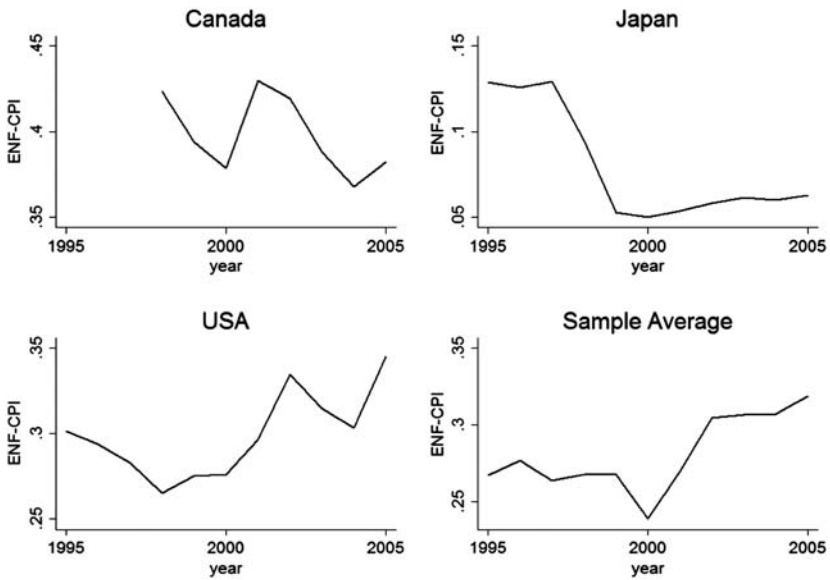 Canada
ENF-CPI
.45
.4
.35
1995
2000
2005
year
Japan
ENF-CPI
.15
.1
.05
1995
2000
2005
year
USA
ENF-CPI
.35
.3
.25
1995
2000
2005
year
Sample Average
ENF-CPI
.35
.3
.25
1995
2000
2005
year